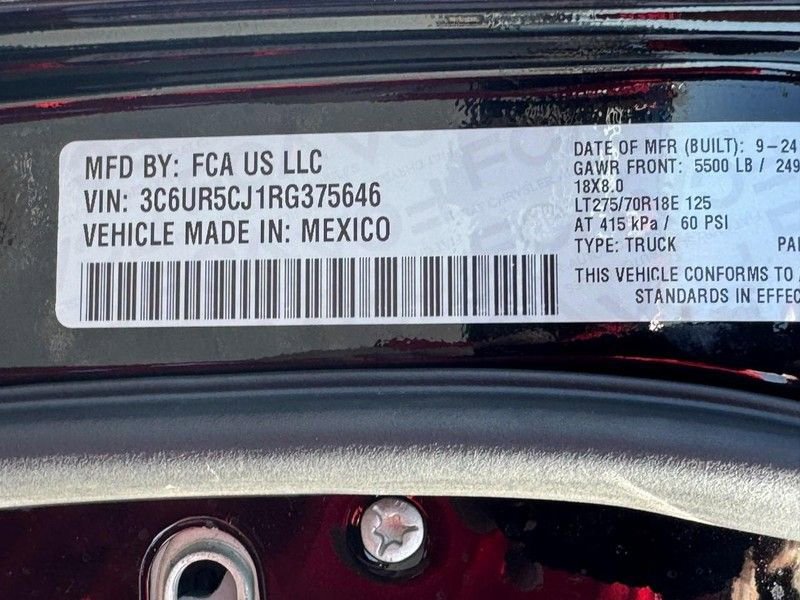 MFD BY: FCA US LLC
VIN: 3C6UR5CJ1RG375646
VEHICLE MADE IN: MEXICO
DATE OF MFR (BUILT): 9-24
GAWR FRONT: 5500 LB / 249
18X8.0
LT275/70R18E 125
AT 415 kPa / 60 PSI
TYPE: TRUCK PAI
THIS VEHICLE CONFORMS TO
STANDARDS IN EFFEC